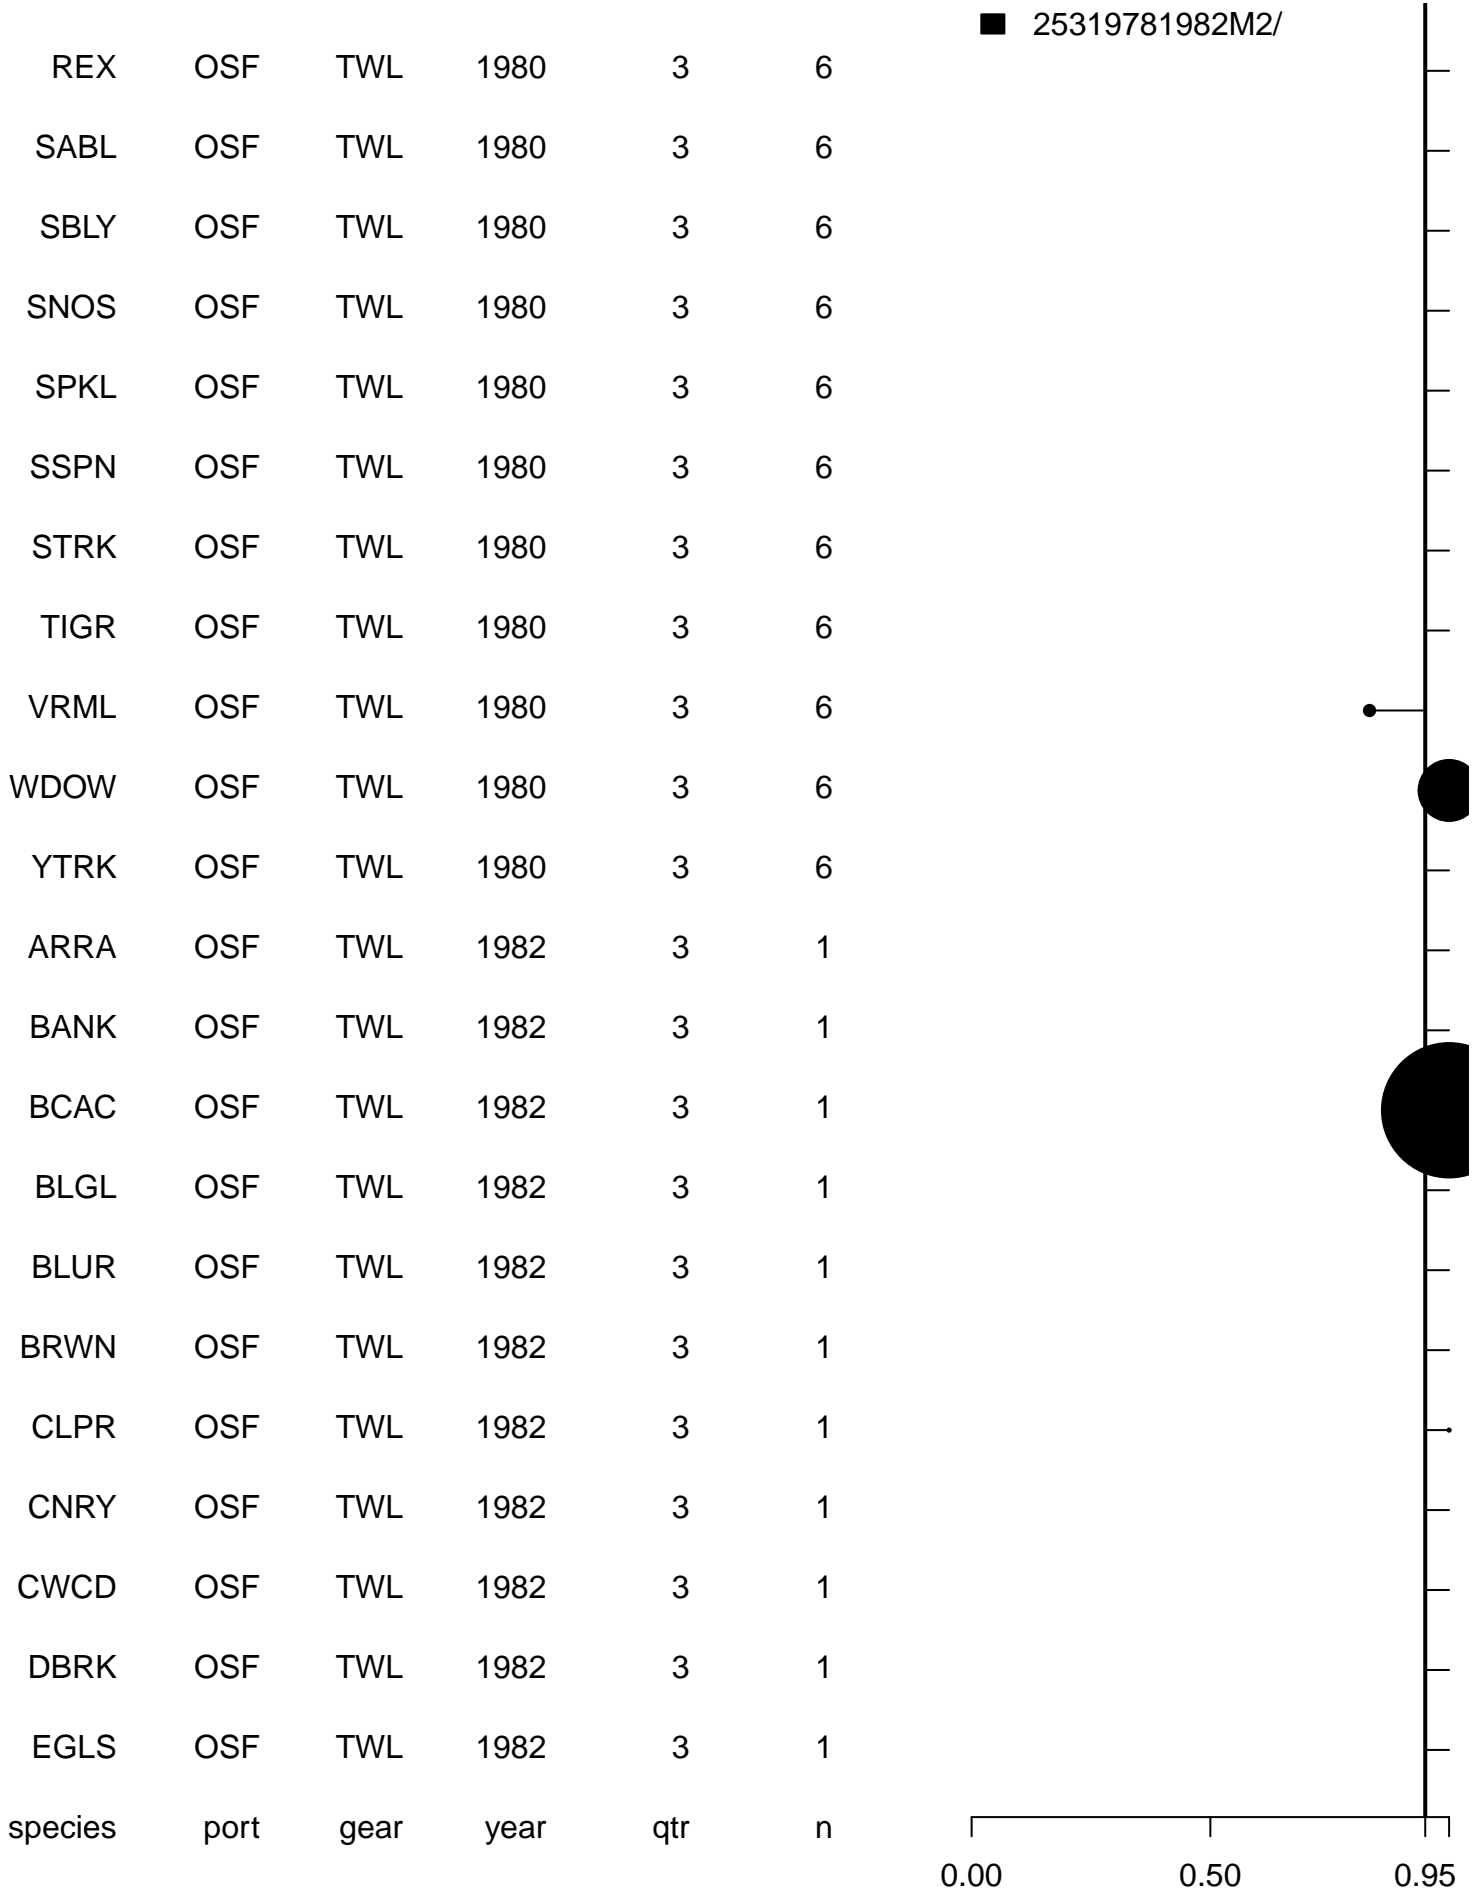 25319781982M2/
REX OSF TWL 1980 3 6
SABL OSF TWL 1980 3 6
SBLY OSF TWL 1980 3 6
SNOS OSF TWL 1980 3 6
SPKL OSF TWL 1980 3 6
SSPN OSF TWL 1980 3 6
STRK OSF TWL 1980 3 6
TIGR OSF TWL 1980 3 6
VRML OSF TWL 1980 3 6
WDOW OSF TWL 1980 3 6
YTRK OSF TWL 1980 3 6
ARRA OSF TWL 1982 3 1
BANK OSF TWL 1982 3 1
BCAC OSF TWL 1982 3 1
BLGL OSF TWL 1982 3 1
BLUR OSF TWL 1982 3 1
BRWN OSF TWL 1982 3 1
CLPR OSF TWL 1982 3 1
CNRY OSF TWL 1982 3 1
CWCD OSF TWL 1982 3 1
DBRK OSF TWL 1982 3 1
EGLS OSF TWL 1982 3 1
species port gear year qtr n
0.00 0.50 0.95